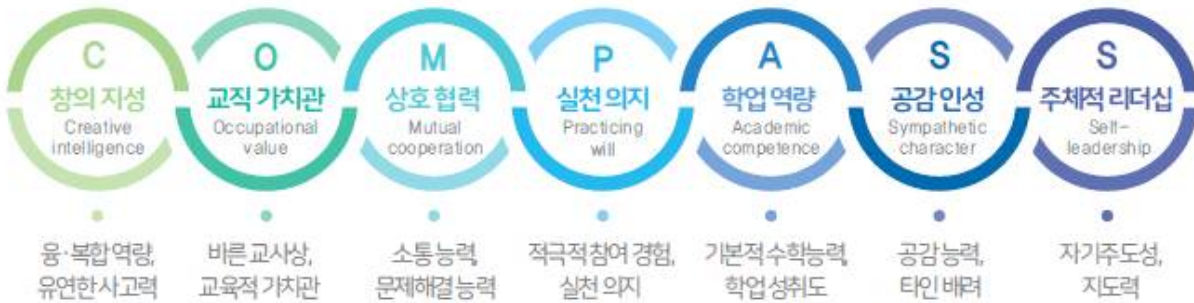 C
창의 지성
Creative
intelligence
융·복합 역량,
유연한 사고력
O
교직 가치관
Occupational
value
바른 교사상,
교육적 가치관
M
상호 협력
Mutual
cooperation
소통 능력,
문제해결 능력
P
실천 의지
Practicing
will
적극적 참여 경험,
실천 의지
A
학업 역량
Academic
competence
기본적 수학능력,
학업 성취도
S
공감 인성
Sympathetic
character
공감 능력,
타인 배려
S
주체적 리더십
Self-
leadership
자기주도성,
지도력